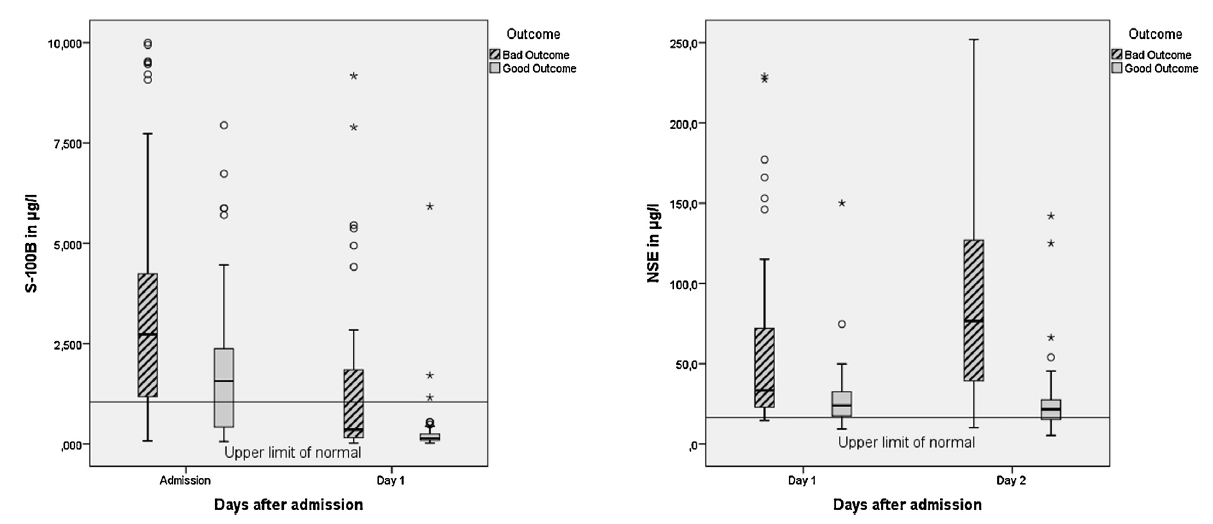 Outcome
Bad Outcome
Good Outcome
10,000
7,500
5,000
2,500
,000
S-100B in µg/l
Upper limit of normal
Admission
Day 1
Days after admission
Outcome
Bad Outcome
Good Outcome
250,0
200,0
150,0
100,0
50,0
,0
NSE in µg/l
Upper limit of normal
Day 1
Day 2
Days after admission